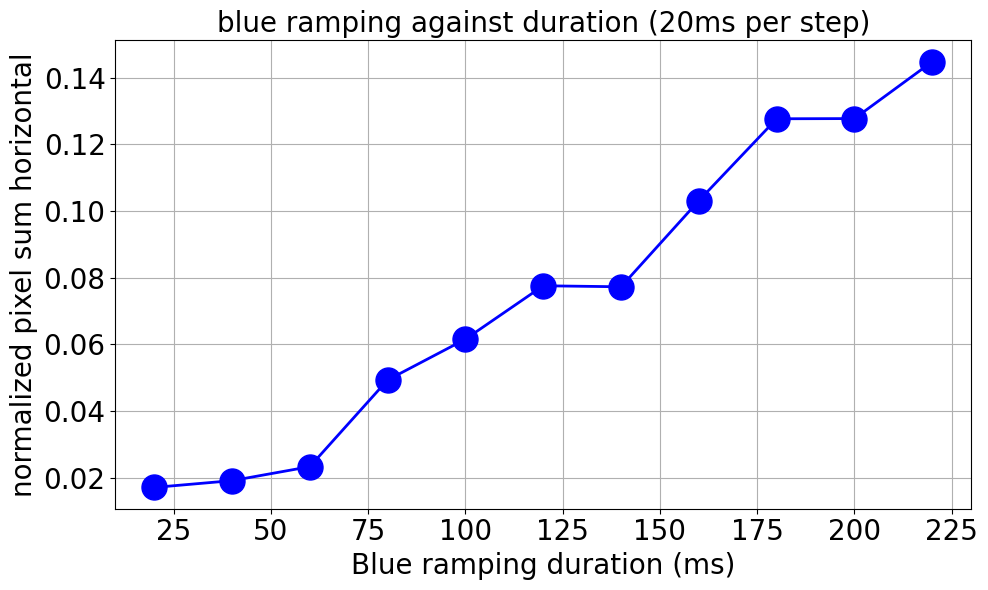 blue ramping against duration (20ms per step)
normalized pixel sum horizontal
0.14
0.12
0.10
0.08
0.06
0.04
0.02
25 50 75 100 125 150 175 200 225
Blue ramping duration (ms)